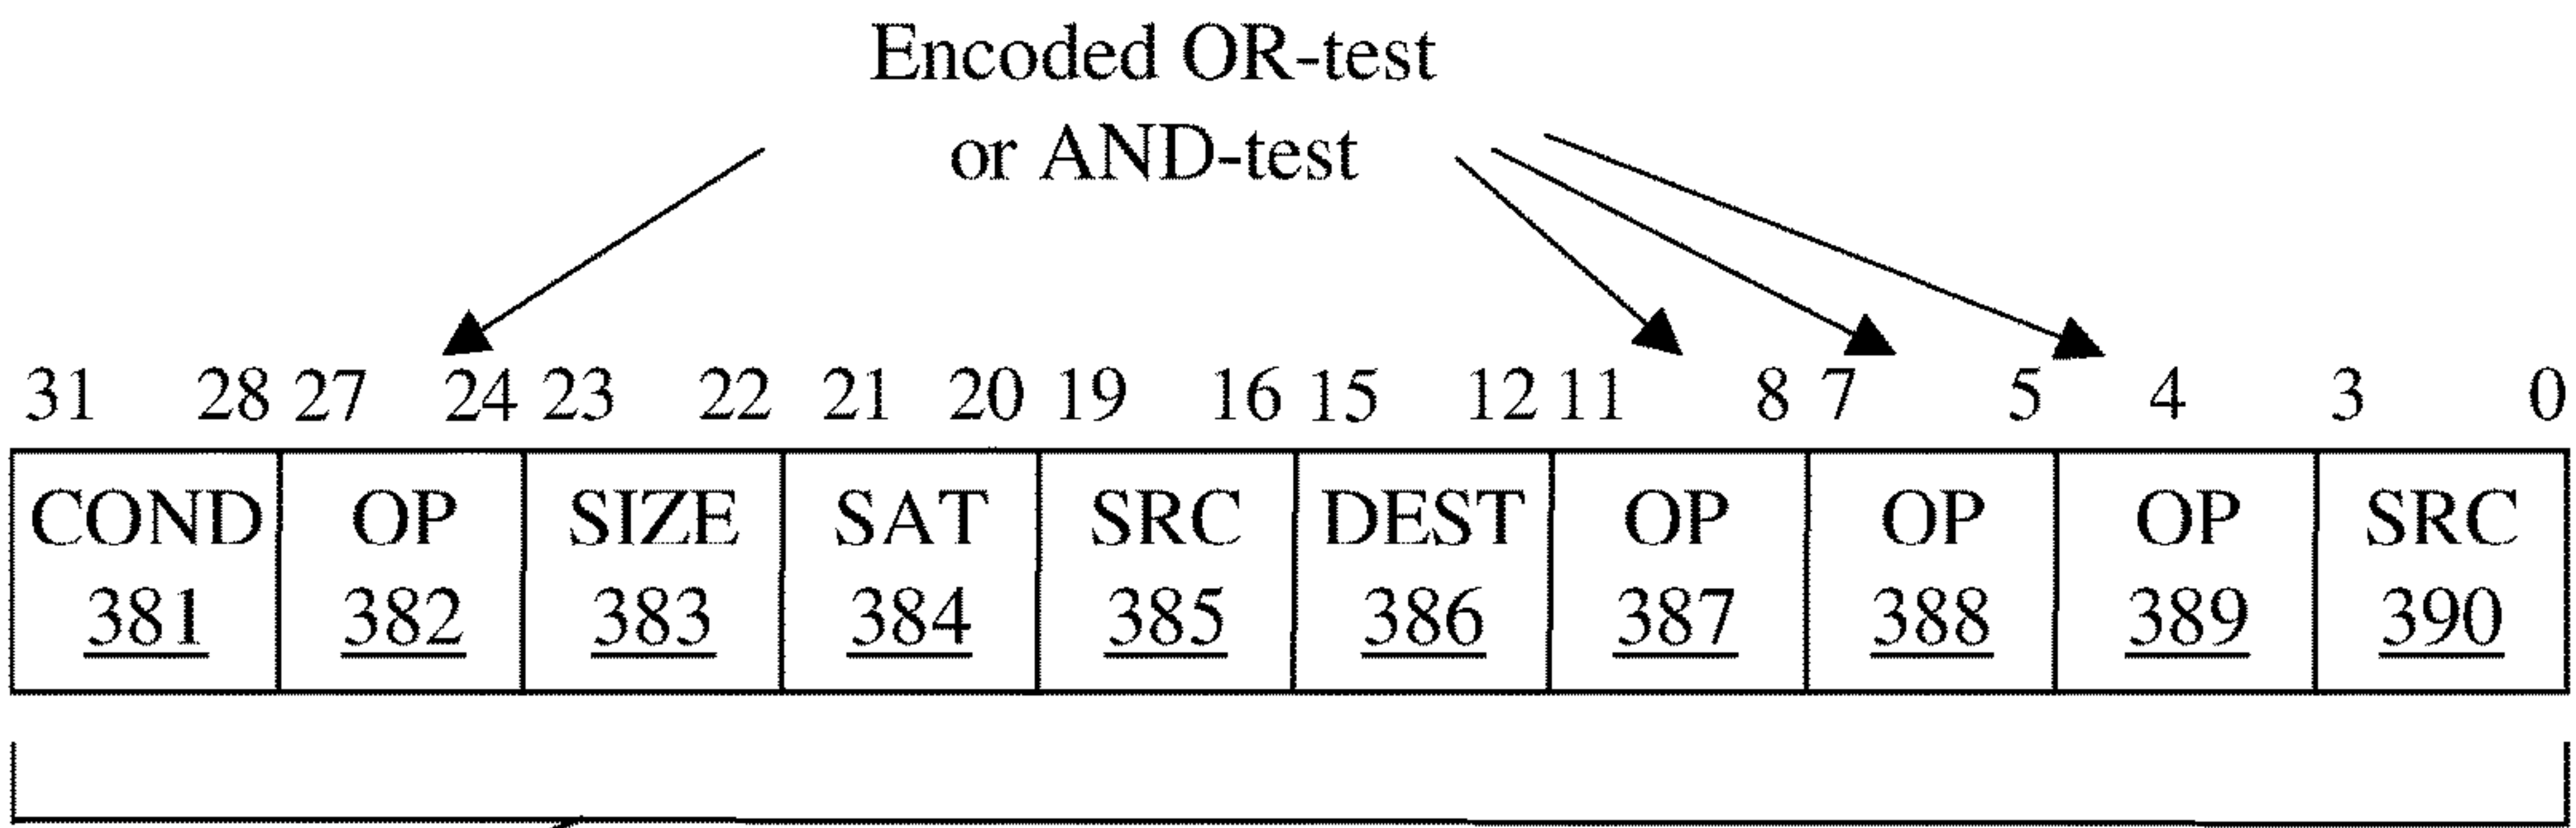 Encoded OR-test
or AND-test
31 28 27 24 23 22 21 20 19 16 15 12 11 8 7 5 4 3 0
COND OP SIZE SAT SRC DEST OP OP OP SRC
381 382 383 384 385 386 387 388 389 390